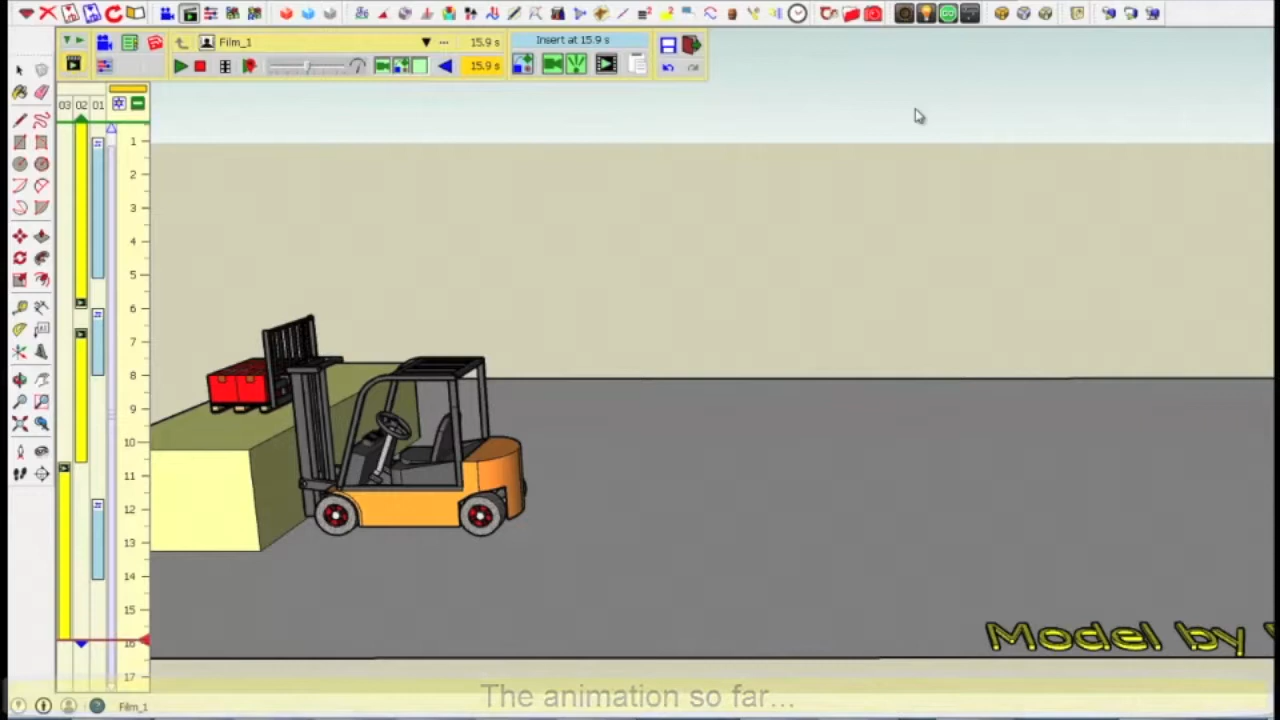 Film_1
15.9 s
Insert at 15.9 s
15.9 s
03 02 01
1
2
3
4
5
6
7
8
9
10
11
12
13
14
15
16
17
Model by
The animation so far...
Film_1